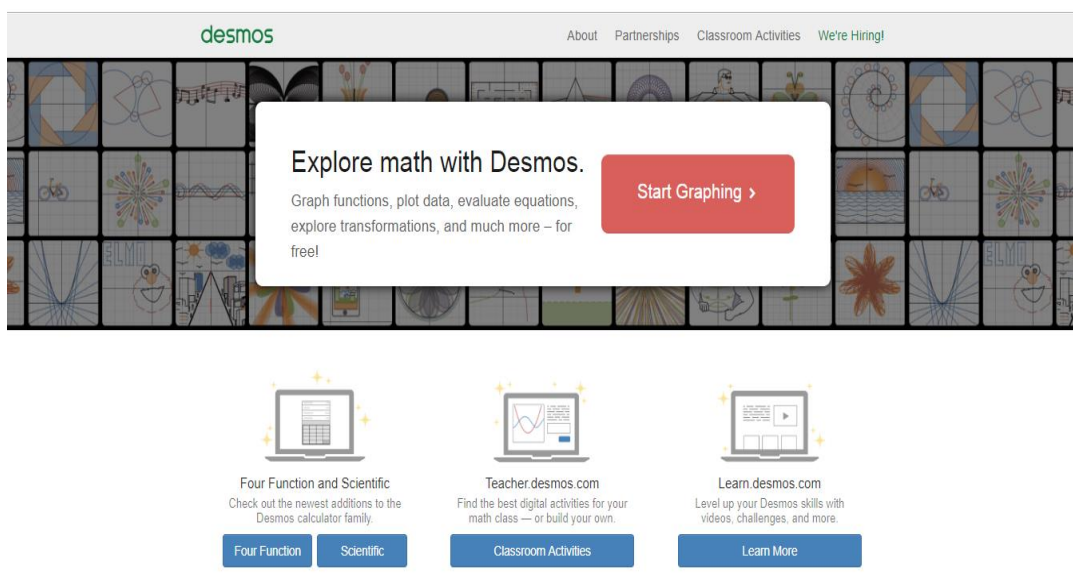 desmos
About Partnerships Classroom Activities We're Hiring!
Explore math with Desmos.
Graph functions, plot data, evaluate equations,
explore transformations, and much more – for
free!
Start Graphing ›
ELMO
ELMO
Four Function and Scientific
Check out the newest additions to the
Desmos calculator family.
Four Function Scientific
Teacher.desmos.com
Find the best digital activities for your
math class — or build your own.
Classroom Activities
Learn.desmos.com
Level up your Desmos skills with
videos, challenges, and more.
Learn More